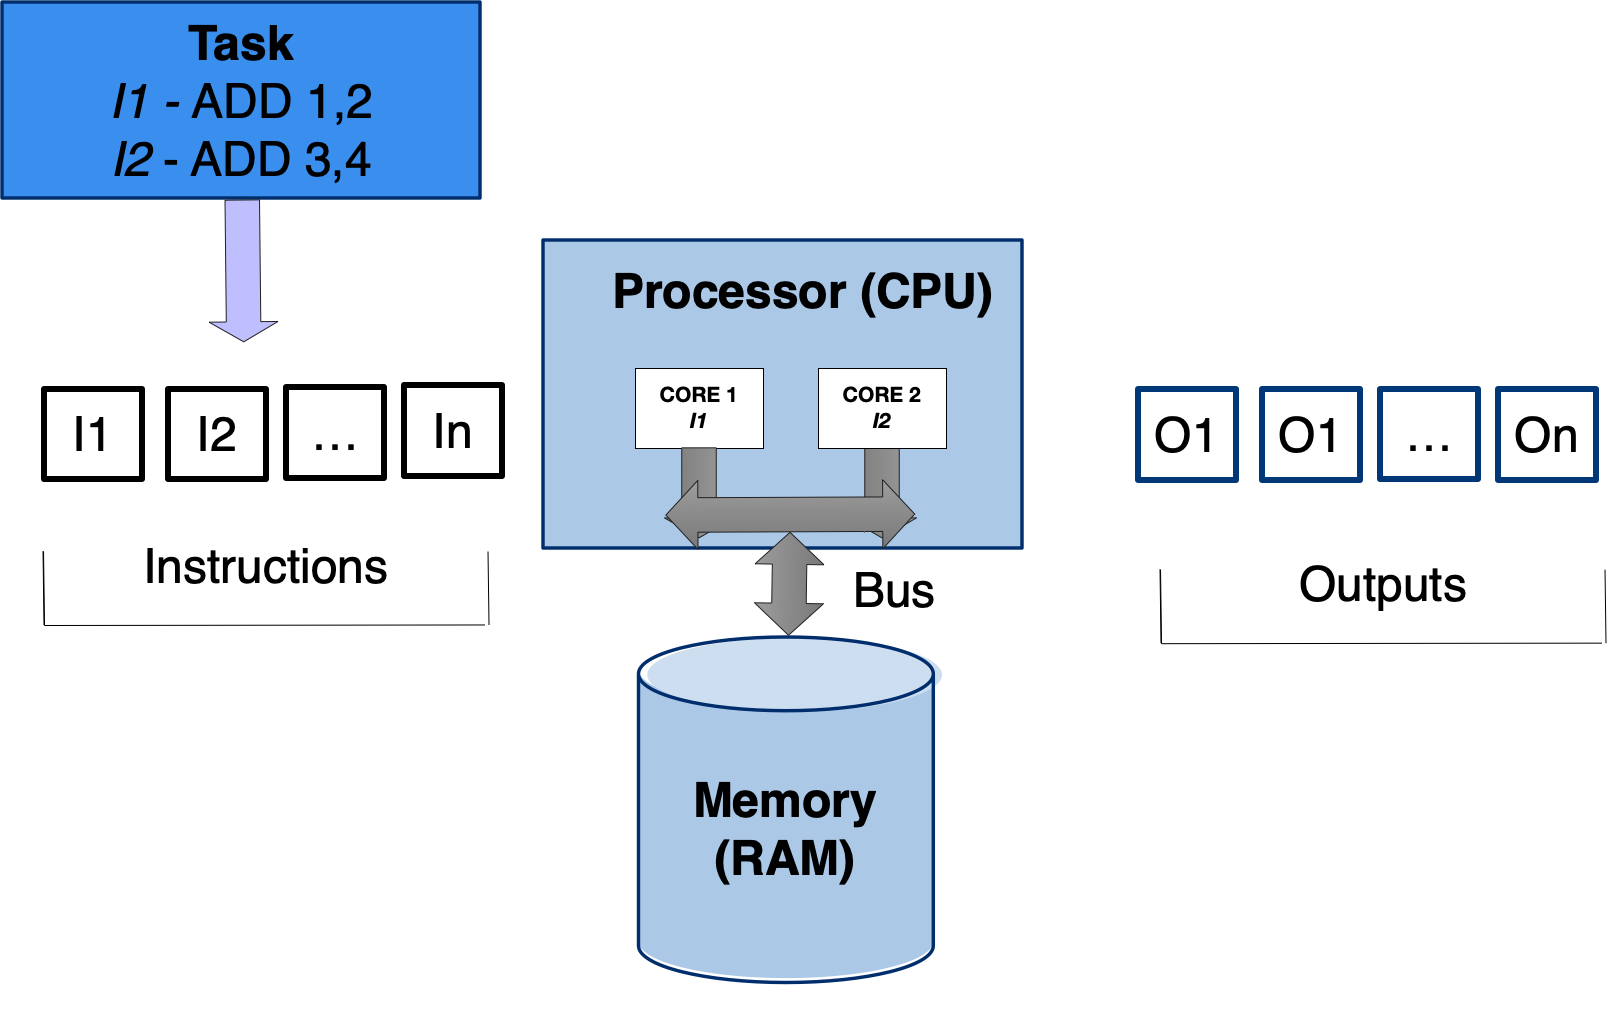 Task
I1 - ADD 1,2
I2 - ADD 3,4
Processor (CPU)
CORE 1
I1
CORE 2
I2
I1
I2
...
In
O1
O1
...
On
Instructions
Bus
Outputs
Memory
(RAM)